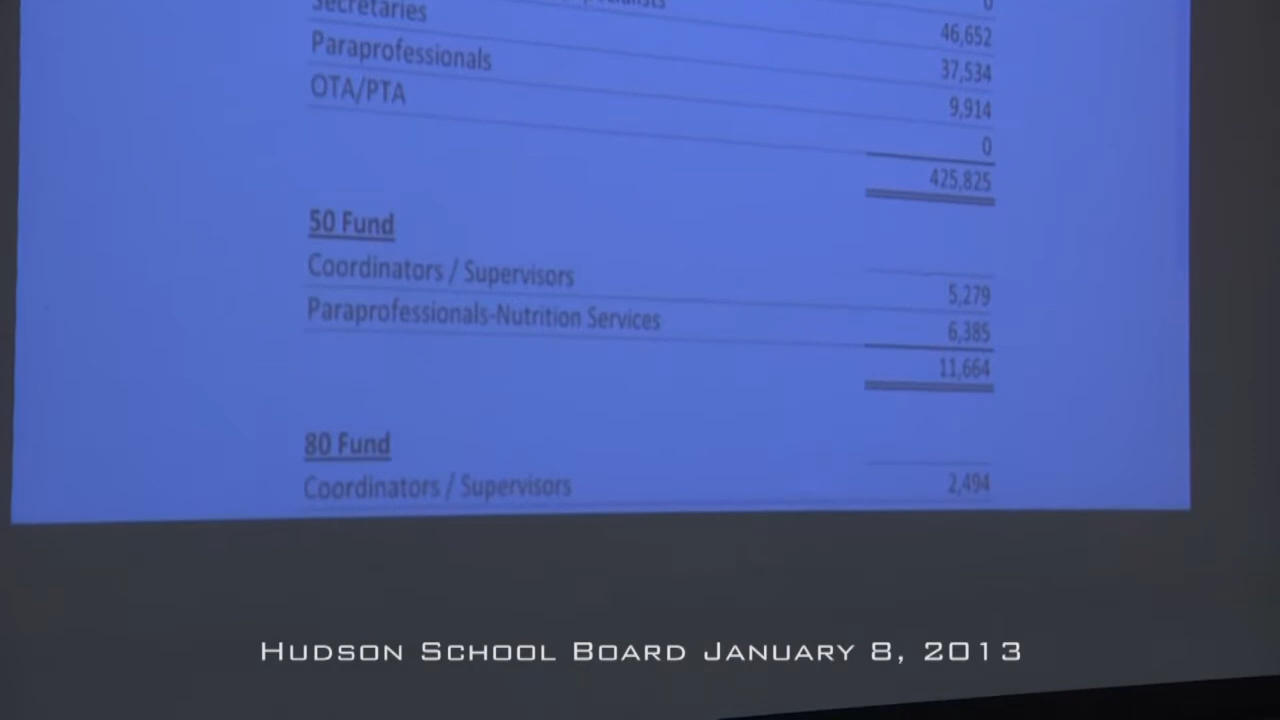 0
46,652
Secretaries 37,534
Paraprofessionals 9,914
OTA/PTA 0
425,825
50 Fund
Coordinators / Supervisors 5,279
Paraprofessionals-Nutrition Services 6,385
11,664
80 Fund
Coordinators / Supervisors 2,494
Hudson School Board January 8, 2013